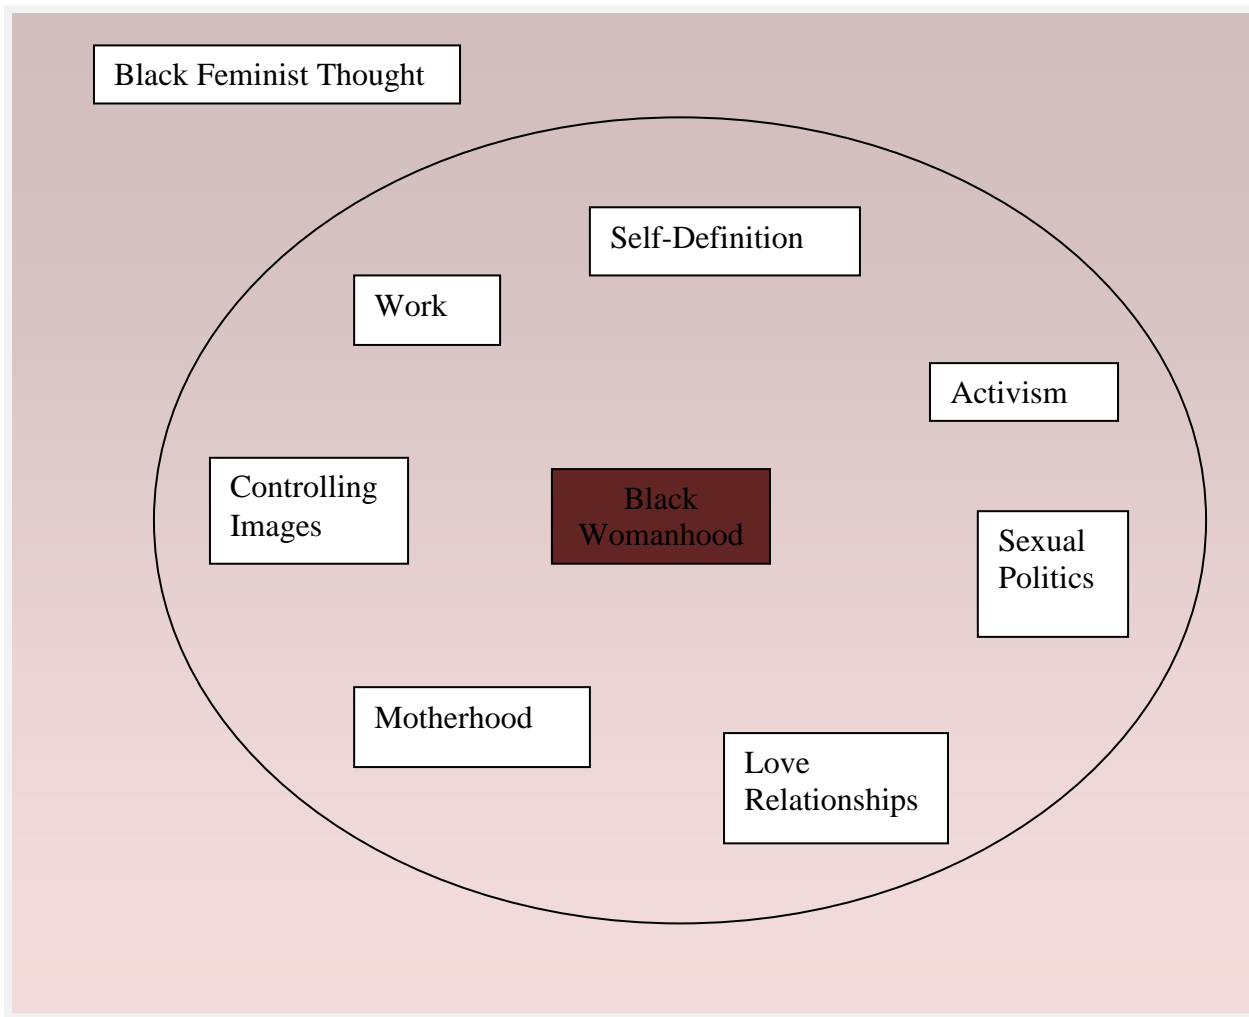 Black Feminist Thought
Self-Definition
Work
Activism
Controlling
Images
Black
Womanhood
Sexual
Politics
Motherhood
Love
Relationships